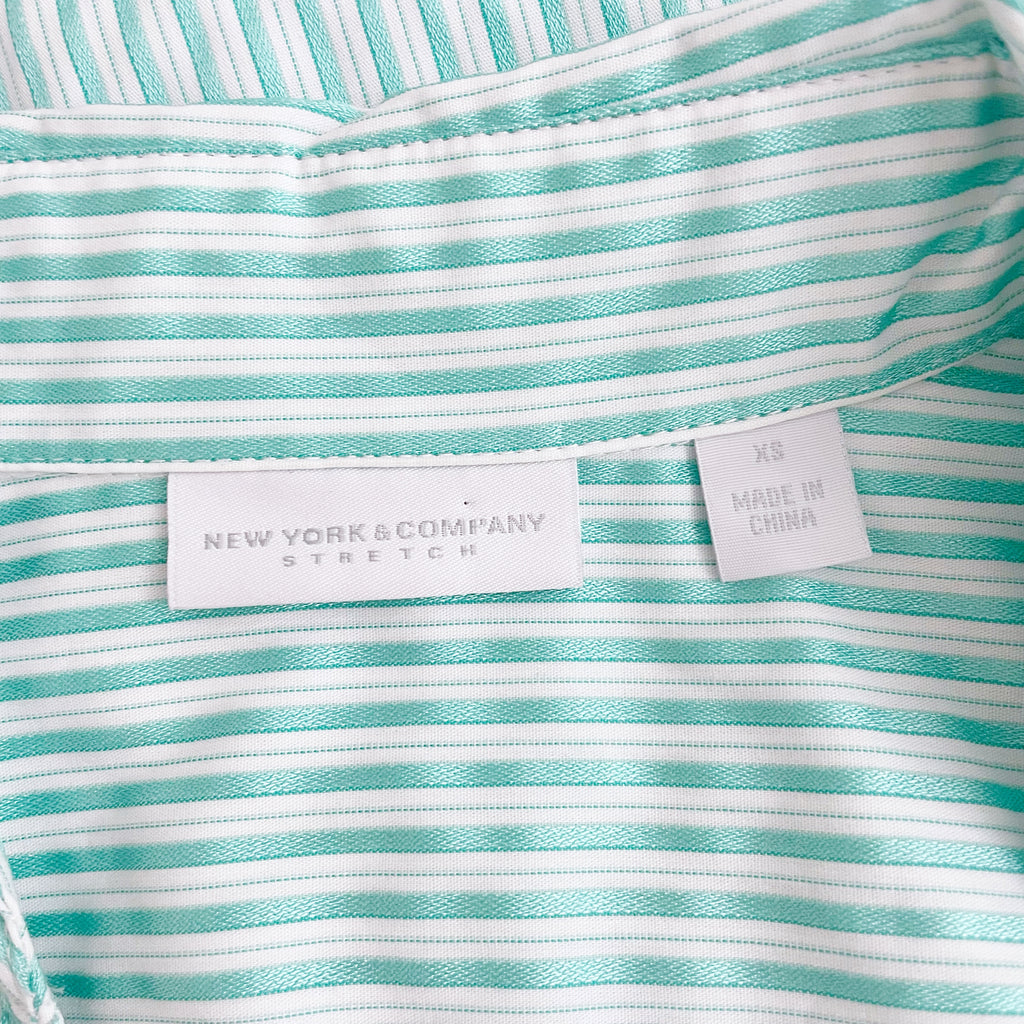 NEW YORK & COMPANY
STRETCH
XS
MADE IN
CHINA